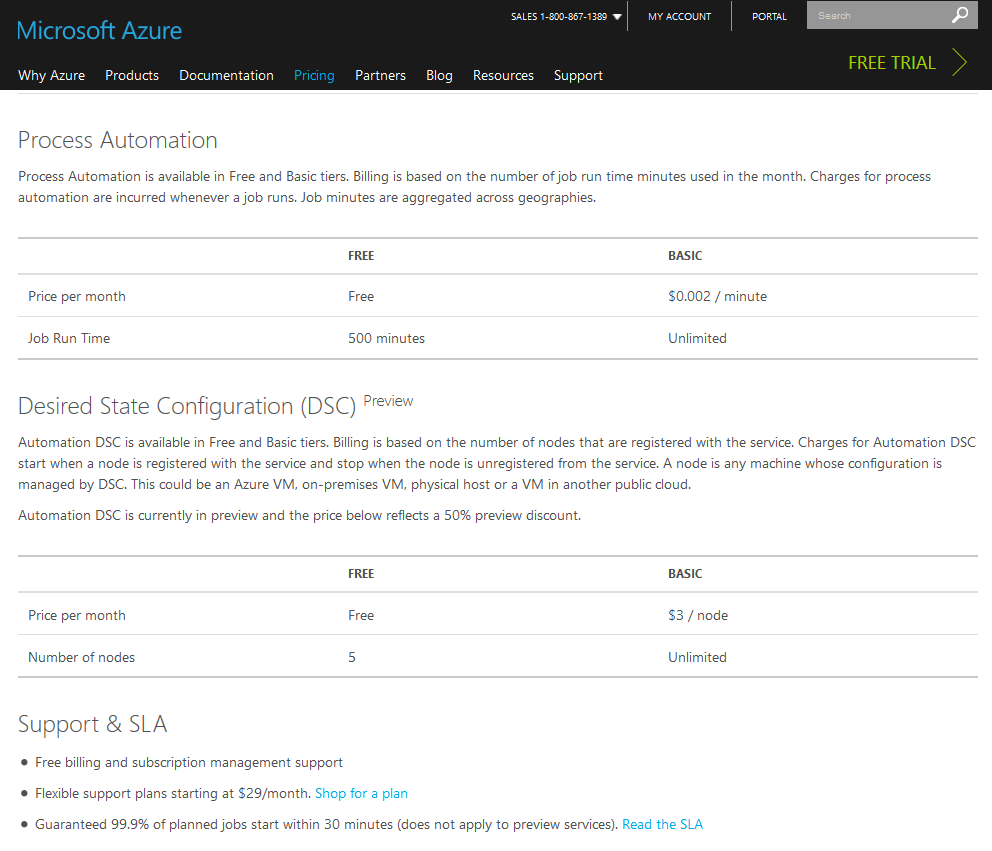 Microsoft Azure
SALES 1-800-867-1389
MY ACCOUNT
PORTAL
Search
Why Azure
Products
Documentation
Pricing
Partners
Blog
Resources
Support
FREE TRIAL
Process Automation
Process Automation is available in Free and Basic tiers. Billing is based on the number of job run time minutes used in the month. Charges for process
automation are incurred whenever a job runs. Job minutes are aggregated across geographies.
FREE BASIC
Price per month Free $0.002 / minute
Job Run Time 500 minutes Unlimited
Desired State Configuration (DSC) Preview
Automation DSC is available in Free and Basic tiers. Billing is based on the number of nodes that are registered with the service. Charges for Automation DSC
start when a node is registered with the service and stop when the node is unregistered from the service. A node is any machine whose configuration is
managed by DSC. This could be an Azure VM, on-premises VM, physical host or a VM in another public cloud.
Automation DSC is currently in preview and the price below reflects a 50% preview discount.
FREE BASIC
Price per month Free $3 / node
Number of nodes 5 Unlimited
Support & SLA
• Free billing and subscription management support
• Flexible support plans starting at $29/month. Shop for a plan
• Guaranteed 99.9% of planned jobs start within 30 minutes (does not apply to preview services). Read the SLA